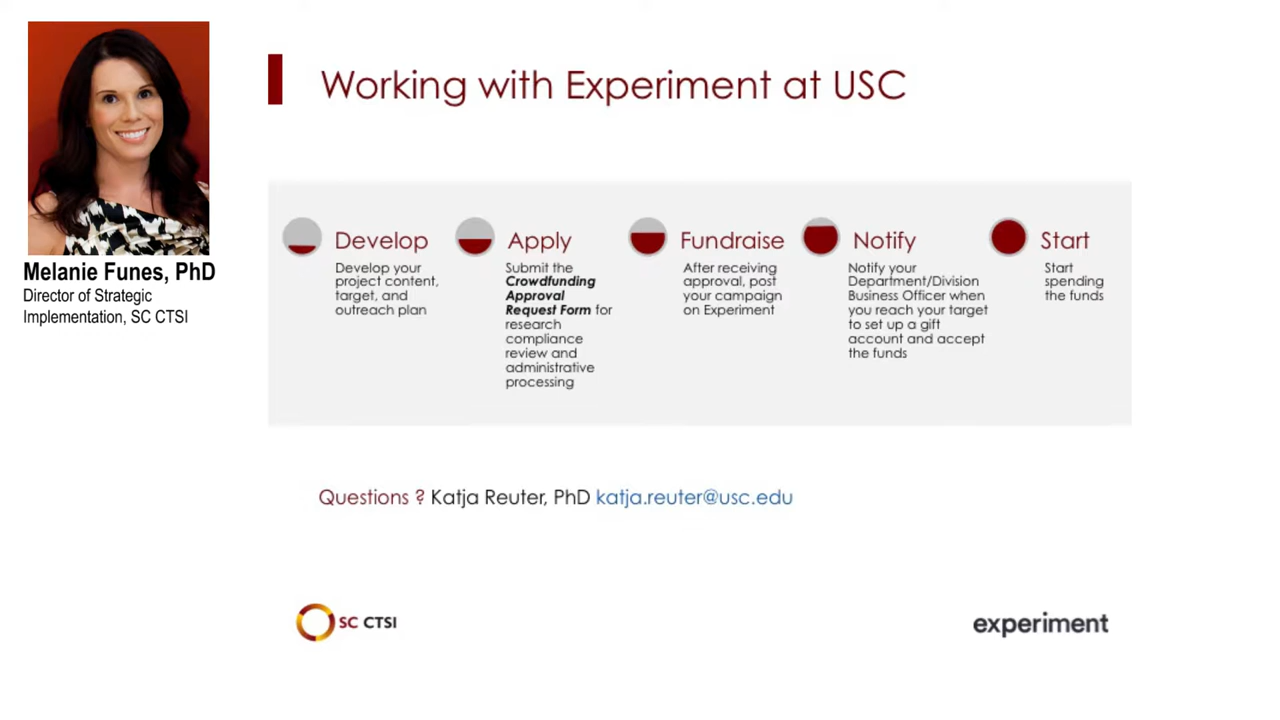 Working with Experiment at USC
Melanie Funes, PhD
Director of Strategic
Implementation, SC CTSI
Develop
Develop your
project content,
target, and
outreach plan
Apply
Submit the
Crowdfunding
Approval
Request Form for
research
compliance
review and
administrative
processing
Fundraise
After receiving
approval, post
your campaign
on Experiment
Notify
Notify your
Department/Division
Business Officer when
you reach your target
to set up a gift
account and accept
the funds
Start
Start
spending
the funds
Questions ? Katja Reuter, PhD katja.reuter@usc.edu
SC CTSI
experiment